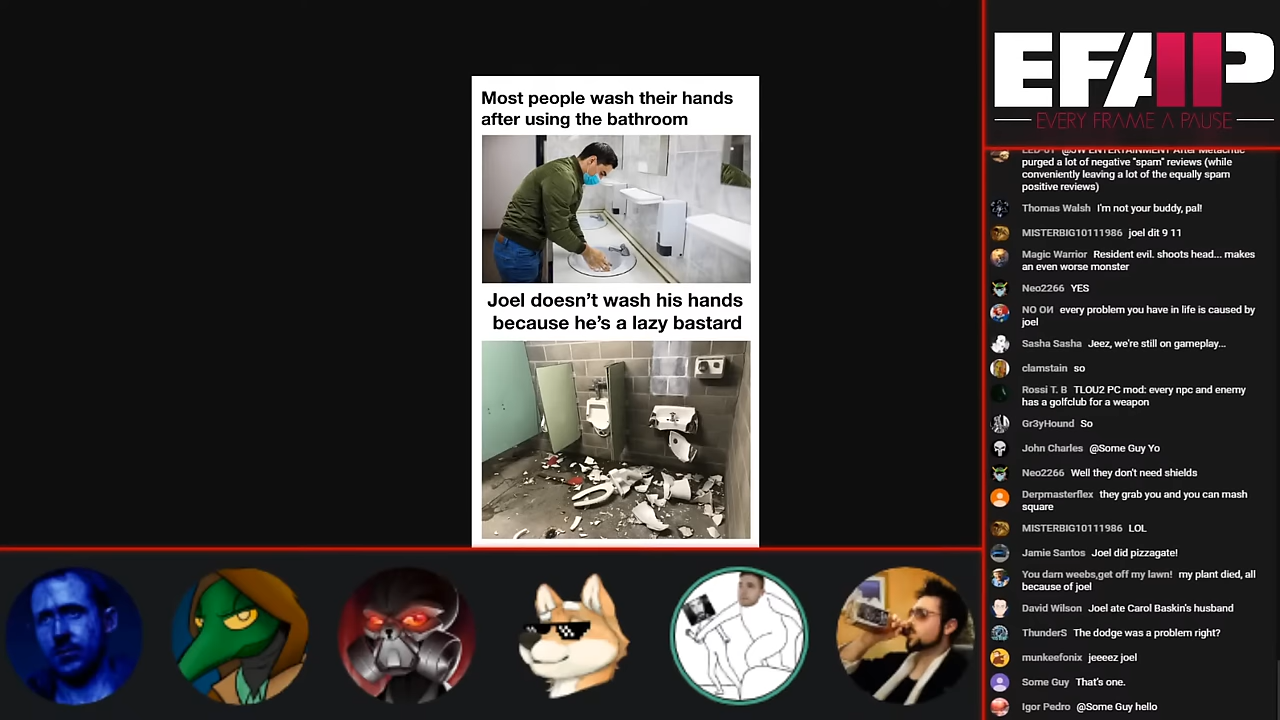 Most people wash their hands
after using the bathroom
Joel doesn’t wash his hands
because he’s a lazy bastard
EFAP
EVERY FRAME A PAUSE
LED-01 @JW ENTERTAINMENT After Metacritic
purged a lot of negative "spam" reviews (while
conveniently leaving a lot of the equally spam
positive reviews)
Thomas Walsh I'm not your buddy, pal!
MISTERBIG10111986 joel dit 9 11
Magic Warrior Resident evil. shoots head... makes
an even worse monster
Neo2266 YES
NO ОИ every problem you have in life is caused by
joel
Sasha Sasha Jeez, we're still on gameplay...
clamstain so
Rossi T. B TLOU2 PC mod: every npc and enemy
has a golfclub for a weapon
Gr3yHound So
John Charles @Some Guy Yo
Neo2266 Well they don't need shields
Derpmasterflex they grab you and you can mash
square
MISTERBIG10111986 LOL
Jamie Santos Joel did pizzagate!
You darn weebs,get off my lawn! my plant died, all
because of joel
David Wilson Joel ate Carol Baskin's husband
ThunderS The dodge was a problem right?
munkeefonix jeeeez joel
Some Guy That's one.
Igor Pedro @Some Guy hello